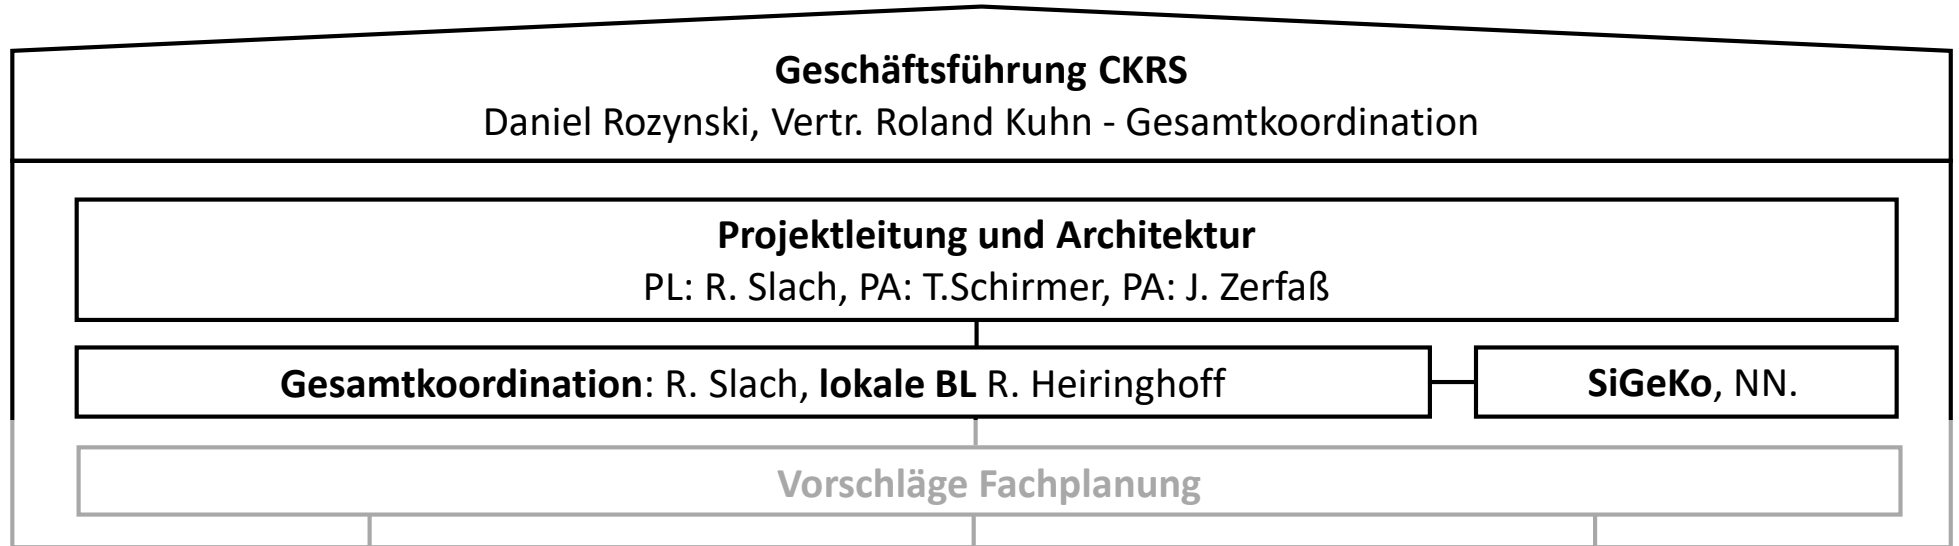 Geschäftsführung CKRS
Daniel Rozynski, Vertr. Roland Kuhn - Gesamtkoordination
Projektleitung und Architektur
PL: R. Slach, PA: T.Schirmer, PA: J. Zerfaß
Gesamtkoordination: R. Slach, lokale BL R. Heiringhoff
SiGeKo, NN.
Vorschläge Fachplanung